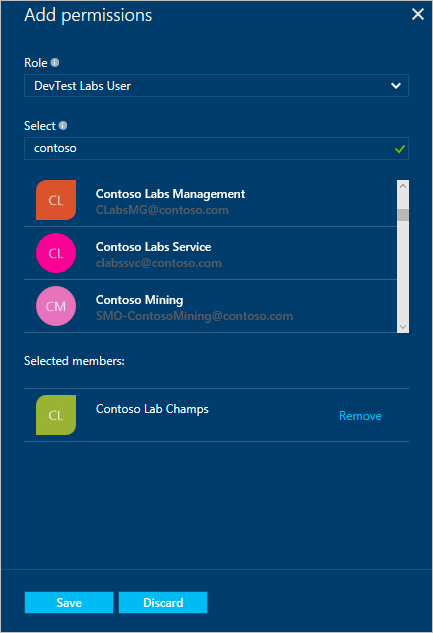 Add permissions
Role
DevTest Labs User
Select
contoso
CL
Contoso Labs Management
CLabsMG@contoso.com
CL
Contoso Labs Service
clabssvc@contoso.com
CM
Contoso Mining
SMO-ContosoMining@contoso.com
Selected members:
CL
Contoso Lab Champs
Remove
Save
Discard